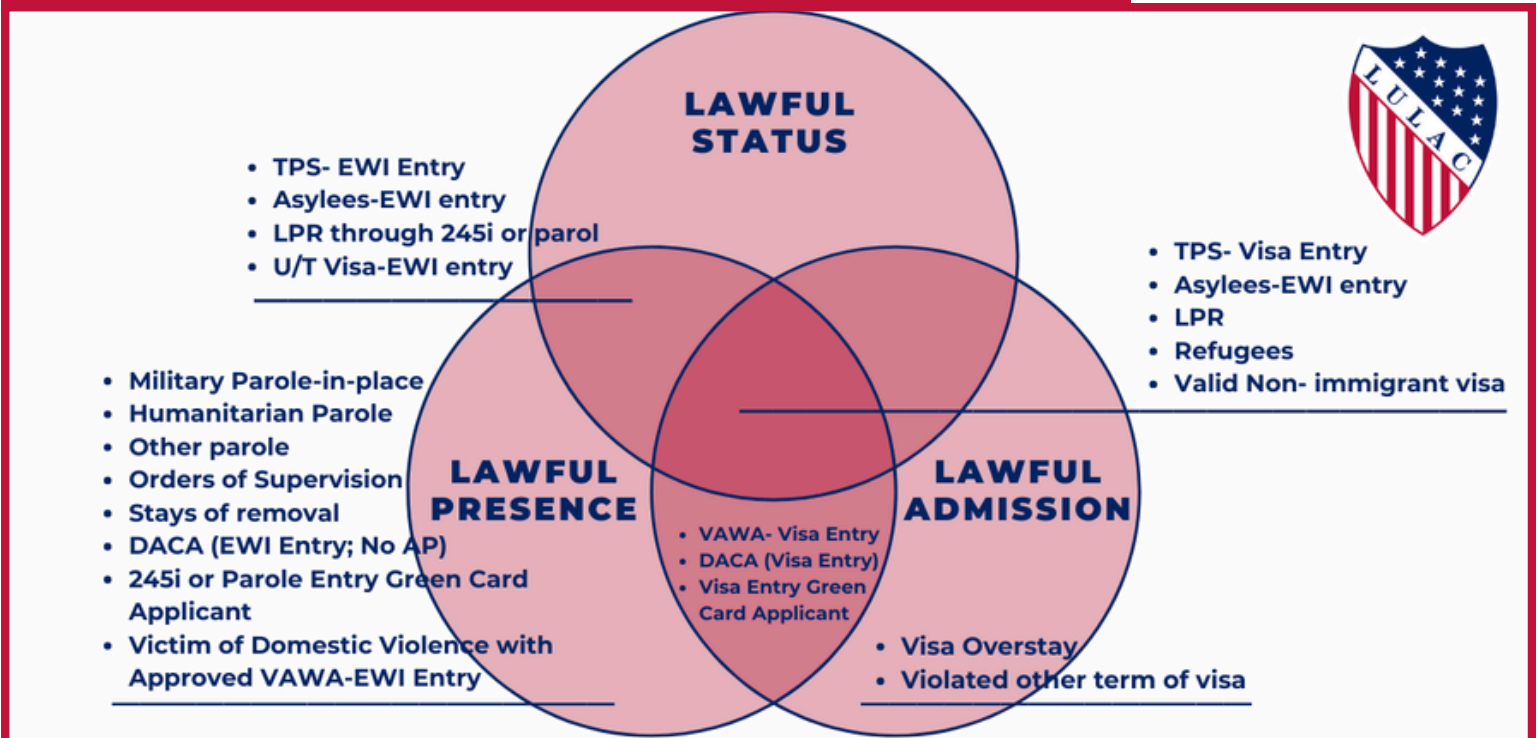 LAWFUL
STATUS
LULAC
• TPS- EWI Entry
• Asylees-EWI entry
• LPR through 245i or parol
• U/T Visa-EWI entry
• TPS- Visa Entry
• Asylees-EWI entry
• LPR
• Refugees
• Valid Non- immigrant visa
• Military Parole-in-place
• Humanitarian Parole
• Other parole
• Orders of Supervision
• Stays of removal
• DACA (EWI Entry; No AP)
• 245i or Parole Entry Green Card
Applicant
• Victim of Domestic Violence with
Approved VAWA-EWI Entry
LAWFUL
PRESENCE
LAWFUL
ADMISSION
• VAWA- Visa Entry
• DACA (Visa Entry)
• Visa Entry Green
Card Applicant
• Visa Overstay
• Violated other term of visa